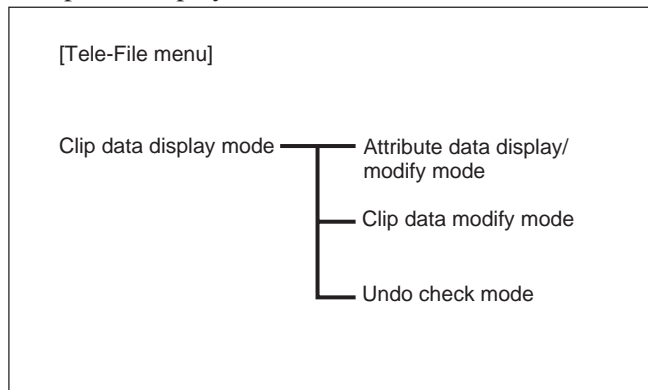 [Tele-File menu]
Clip data display mode
Attribute data display/
modify mode
Clip data modify mode
Undo check mode